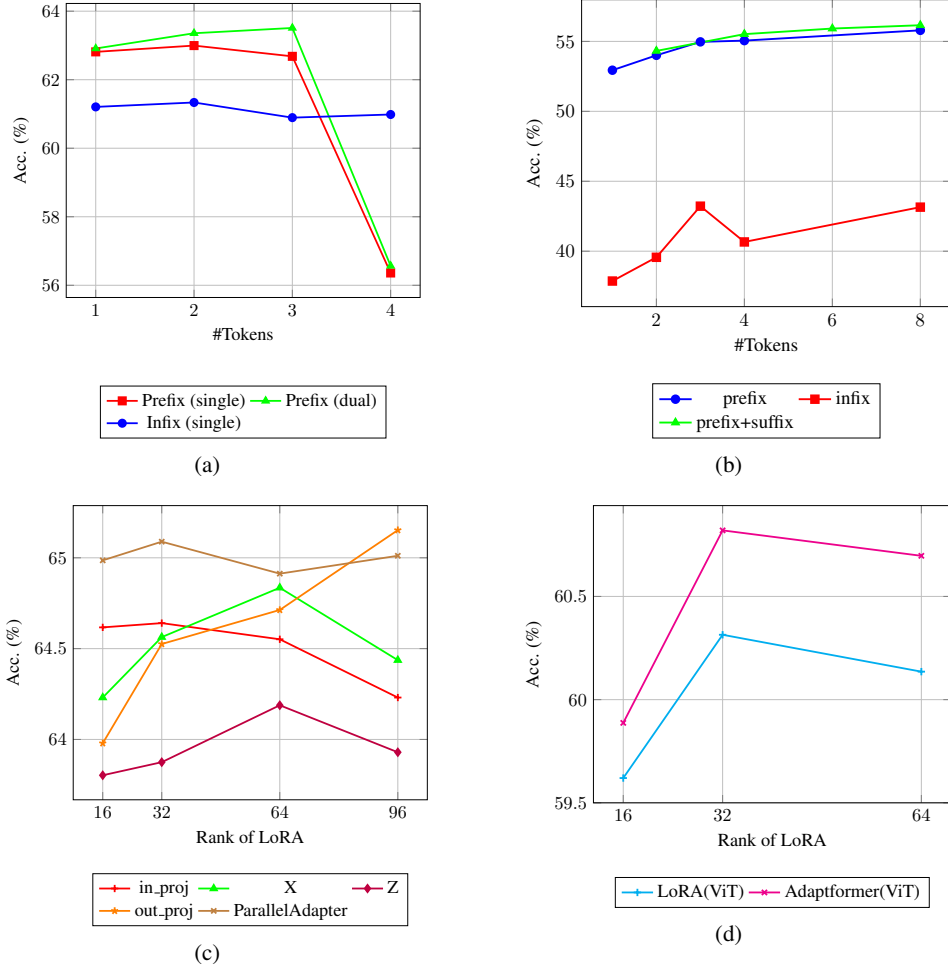 64
62
60
58
56
Acc. (%)
1 2 3 4
#Tokens
Prefix (single) Prefix (dual)
Infix (single)
(a)
55
50
45
40
Acc. (%)
2 4 6 8
#Tokens
prefix infix
prefix+suffix
(b)
65
64.5
64
Acc. (%)
16 32 64 96
Rank of LoRA
in_proj X Z
out_proj ParallelAdapter
(c)
60.5
60
59.5
Acc. (%)
16 32 64
Rank of LoRA
LoRA(ViT) Adaptformer(ViT)
(d)